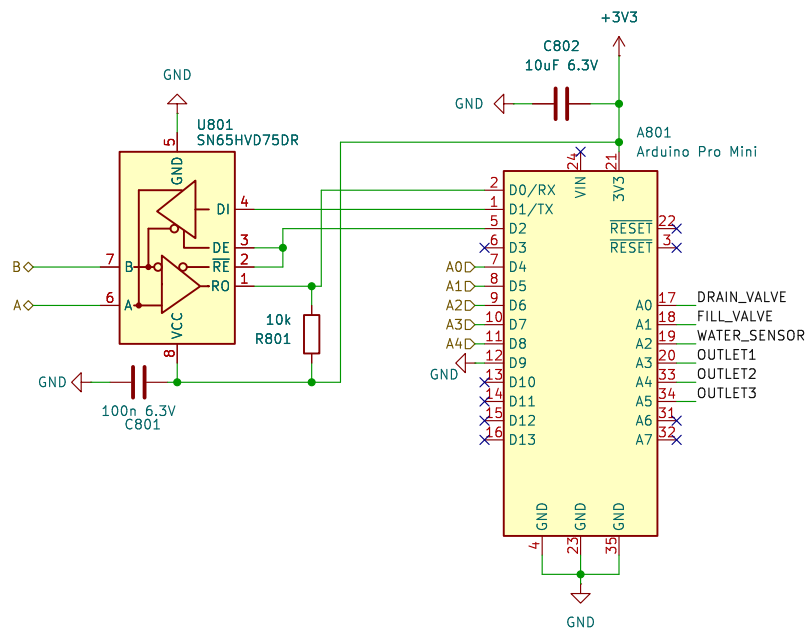 +3V3
C802
10uF 6.3V
GND
GND
U801
SN65HVD75DR
A801
Arduino Pro Mini
5
GND
24
21
VIN
3V3
DI
4
2
D0/RX
1
D1/TX
5
D2
RESET
22
DE
3
6
D3
RESET
3
B
7
B
RE
2
A0
7
D4
RO
1
A1
8
D5
A
6
A
A2
9
D6
A0
17
DRAIN_VALVE
VCC
10k
R801
A3
10
D7
A1
18
FILL_VALVE
A4
11
D8
A2
19
WATER_SENSOR
8
GND
12
D9
A3
20
OUTLET1
GND
13
D10
A4
33
OUTLET2
14
D11
A5
34
OUTLET3
100n 6.3V
C801
15
D12
A6
31
16
D13
A7
32
GND
GND
GND
4
23
35
GND